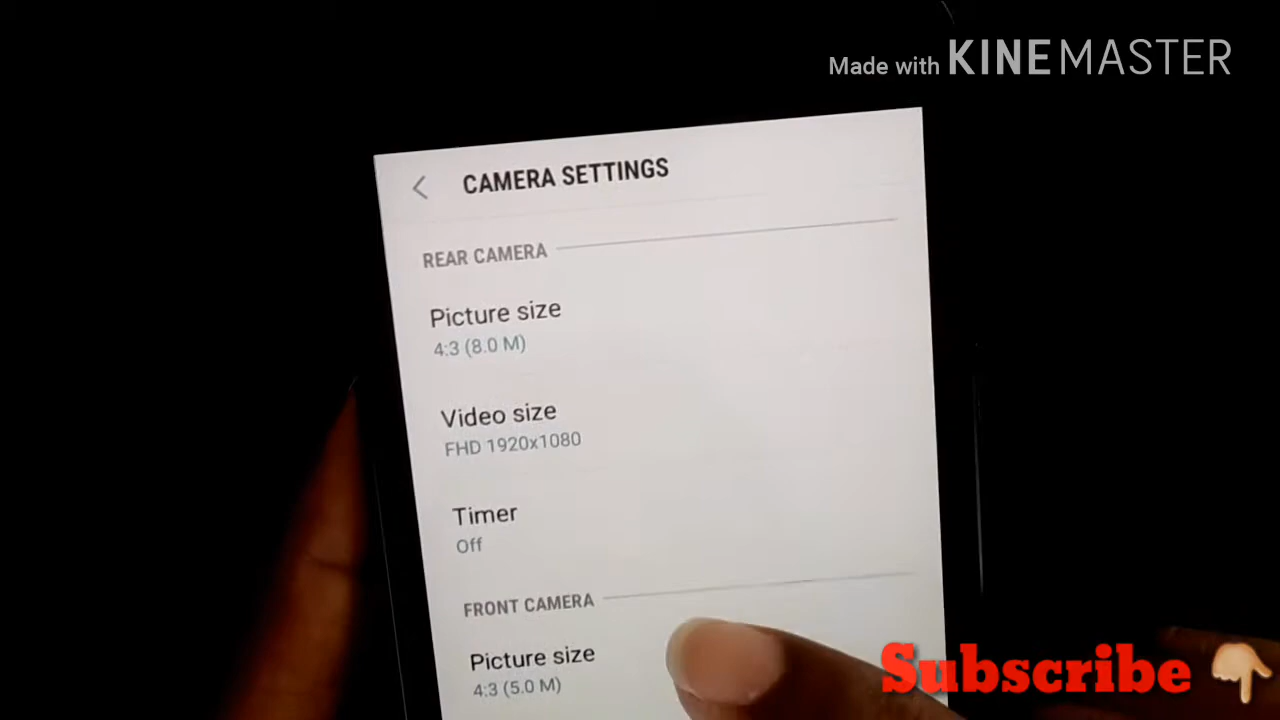 Made with KINEMASTER
CAMERA SETTINGS
REAR CAMERA
Picture size
4:3 (8.0 M)
Video size
FHD 1920x1080
Timer
Off
FRONT CAMERA
Picture size
4:3 (5.0 M)
Subscribe